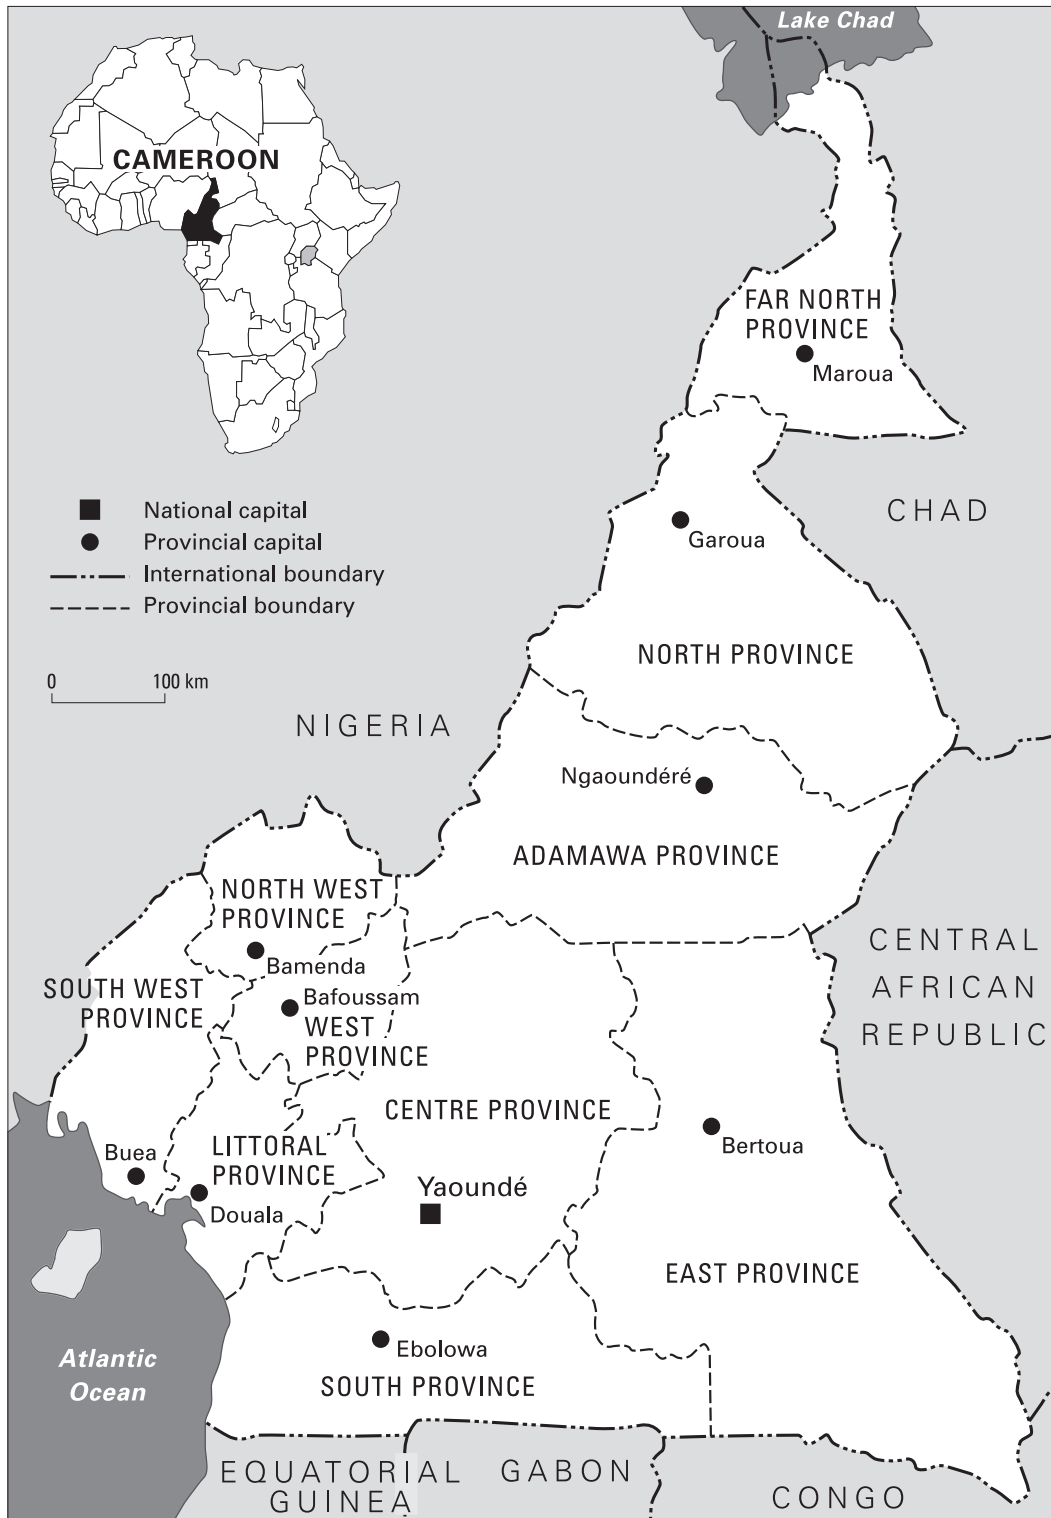 Lake Chad
CAMEROON
FAR NORTH
PROVINCE
Maroua
National capital
Provincial capital
International boundary
Provincial boundary
0 100 km
CHAD
Garoua
NORTH PROVINCE
NIGERIA
Ngaoundéré
ADAMAWA PROVINCE
NORTH WEST
PROVINCE
Bamenda
CENTRAL
AFRICAN
REPUBLIC
SOUTH WEST
PROVINCE
Bafoussam
WEST
PROVINCE
CENTRE PROVINCE
Buea
LITTORAL
PROVINCE
Bertoua
Yaoundé
Douala
EAST PROVINCE
Atlantic
Ocean
Ebolowa
SOUTH PROVINCE
EQUATORIAL
GUINEA
GABON
CONGO